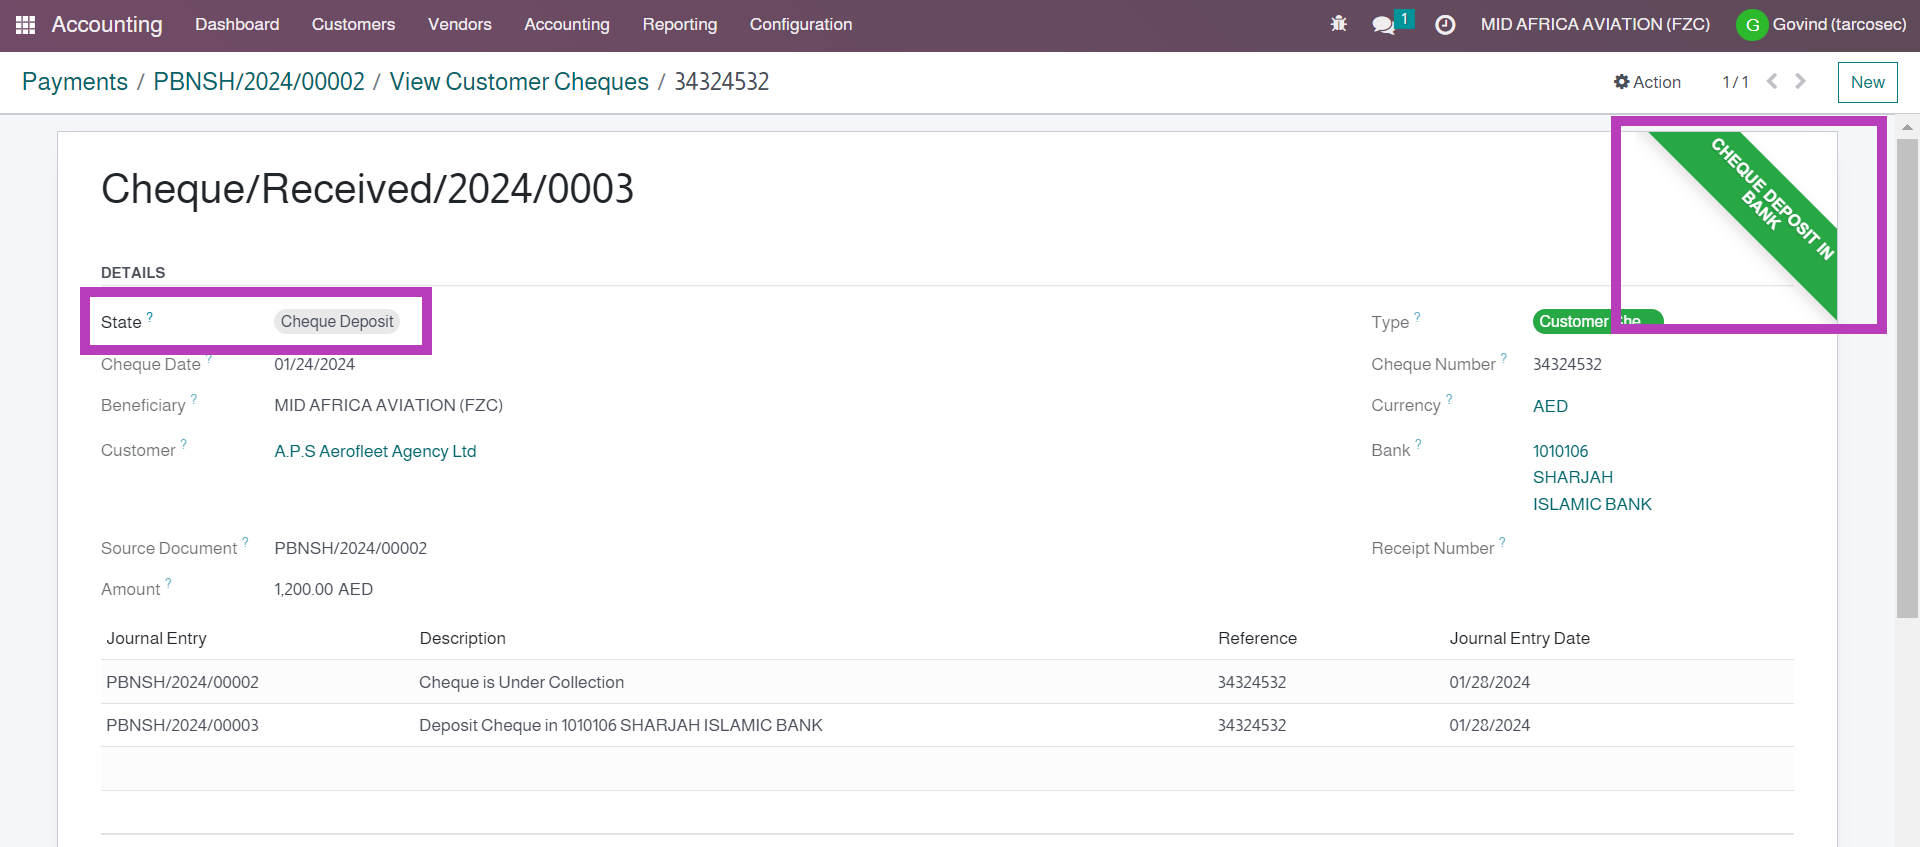 Accounting Dashboard Customers Vendors Accounting Reporting Configuration 1 MID AFRICA AVIATION (FZC) G Govind (tarcosec)
Payments / PBNSH/2024/00002 / View Customer Cheques / 34324532 Action 1 / 1 New
CHEQUE DEPOSIT IN
BANK
Cheque/Received/2024/0003
DETAILS
State ? Cheque Deposit Type ? Customer Che
Cheque Date ? 01/24/2024 Cheque Number ? 34324532
Beneficiary ? MID AFRICA AVIATION (FZC) Currency ? AED
Customer ? A.P.S Aerofleet Agency Ltd Bank ? 1010106
SHARJAH
ISLAMIC BANK
Source Document ? PBNSH/2024/00002 Receipt Number ?
Amount ? 1,200.00 AED
Journal Entry Description Reference Journal Entry Date
PBNSH/2024/00002 Cheque is Under Collection 34324532 01/28/2024
PBNSH/2024/00003 Deposit Cheque in 1010106 SHARJAH ISLAMIC BANK 34324532 01/28/2024